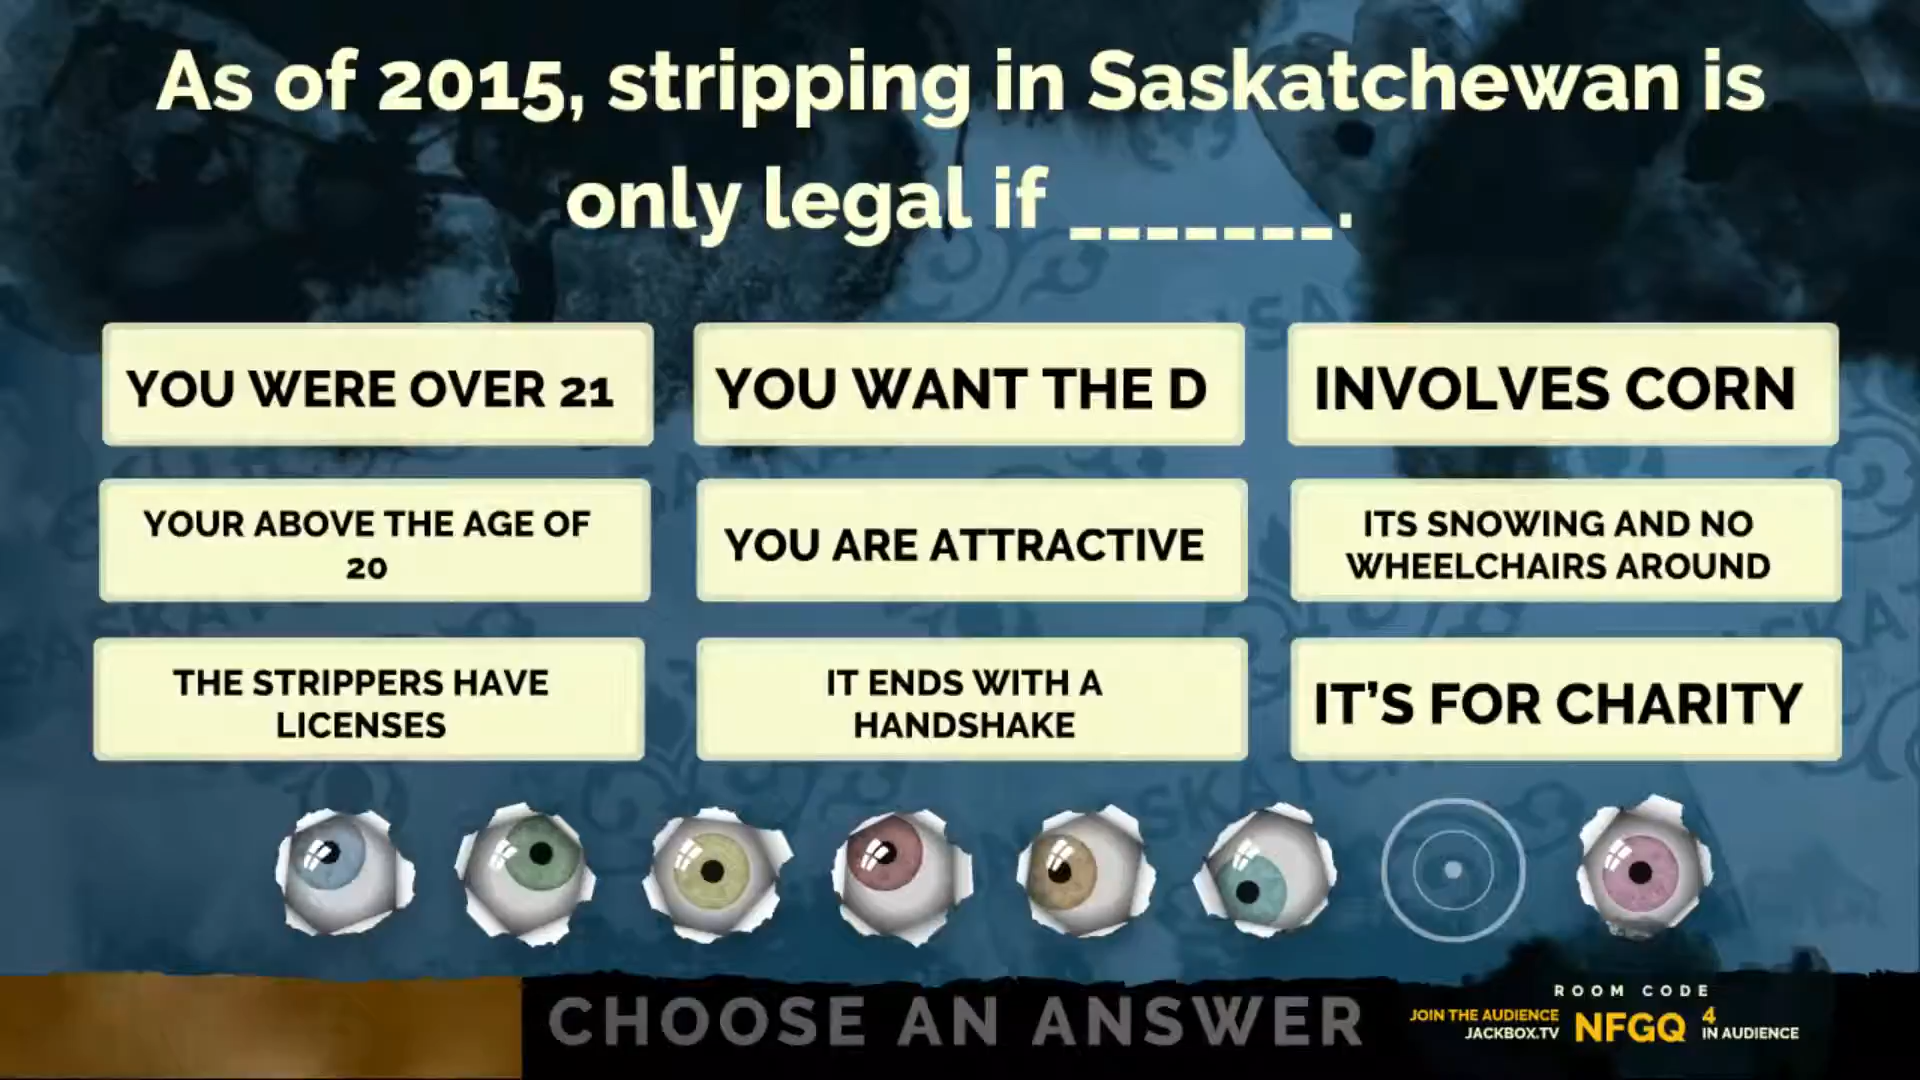 As of 2015, stripping in Saskatchewan is
only legal if _______.
YOU WERE OVER 21
YOU WANT THE D
INVOLVES CORN
YOUR ABOVE THE AGE OF
20
YOU ARE ATTRACTIVE
ITS SNOWING AND NO
WHEELCHAIRS AROUND
THE STRIPPERS HAVE
LICENSES
IT ENDS WITH A
HANDSHAKE
IT'S FOR CHARITY
CHOOSE AN ANSWER
ROOM CODE
JOIN THE AUDIENCE
JACKBOX.TV
NFGQ
4
IN AUDIENCE